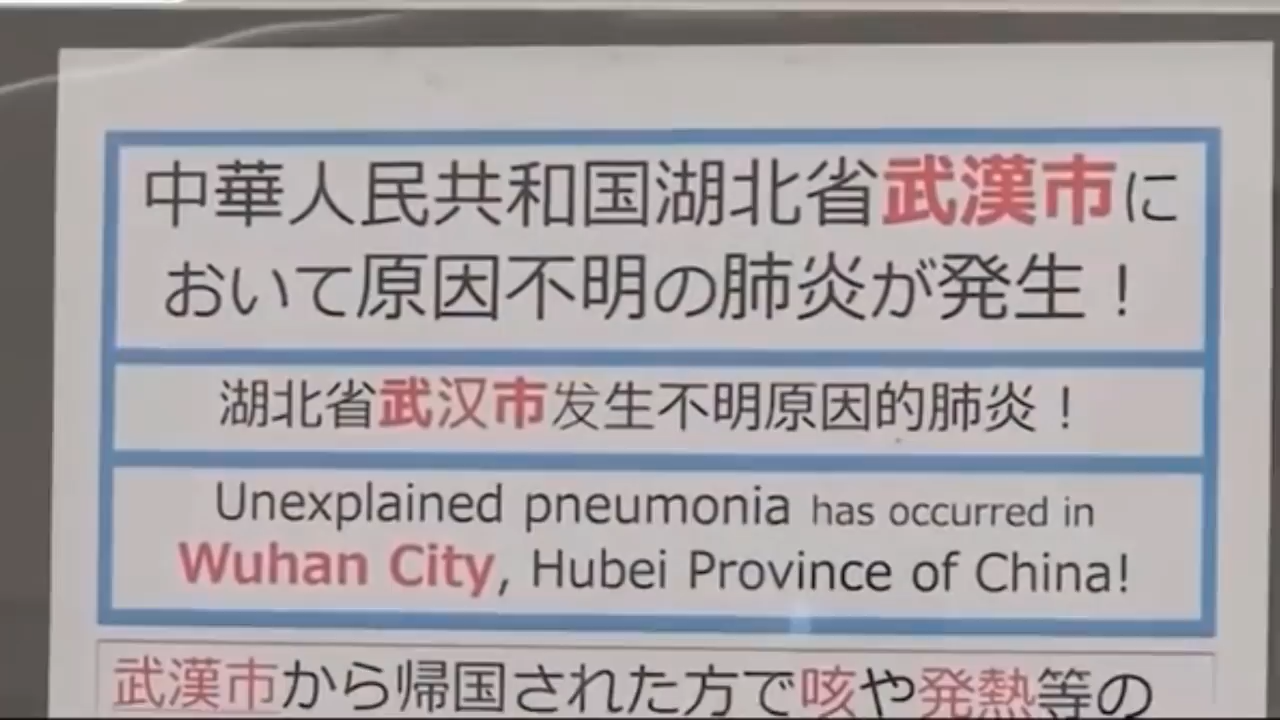 中華人民共和国湖北省武漢市に
おいて原因不明の肺炎が発生！
湖北省武汉市发生不明原因的肺炎！
Unexplained pneumonia has occurred in
Wuhan City, Hubei Province of China!
武漢市から帰国された方で咳や発熱等の